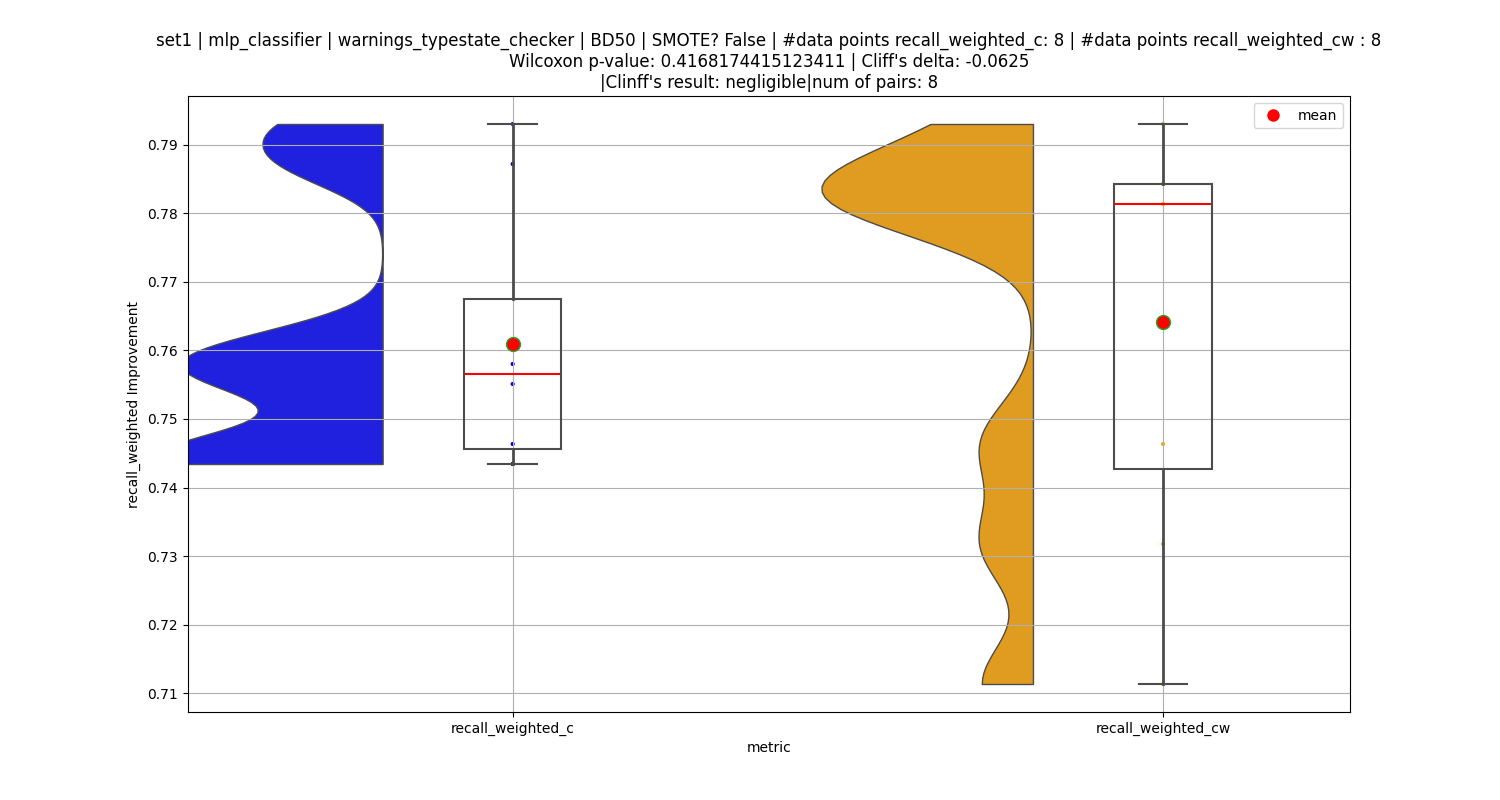 set1 | mlp_classifier | warnings_typestate_checker | BD50 | SMOTE? False | #data points recall_weighted_c: 8 | #data points recall_weighted_cw : 8
Wilcoxon p-value: 0.4168174415123411 | Cliff's delta: -0.0625
|Clinff's result: negligible|num of pairs: 8
mean
0.79
0.78
0.77
0.76
0.75
0.74
0.73
0.72
0.71
recall_weighted Improvement
recall_weighted_c
recall_weighted_cw
metric